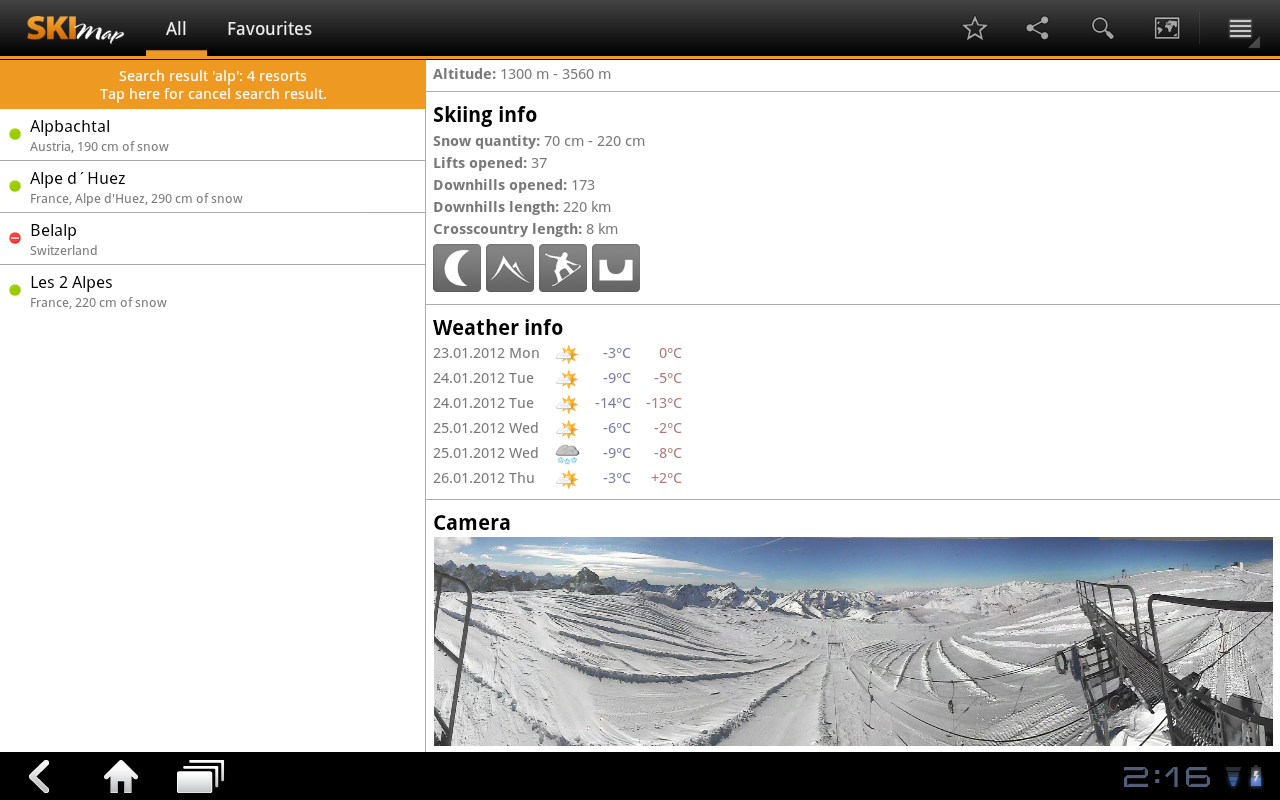 SKI map
All
Favourites
Search result 'alp': 4 resorts
Tap here for cancel search result.
Alpbachtal
Austria, 190 cm of snow
Alpe d´Huez
France, Alpe d'Huez, 290 cm of snow
Belalp
Switzerland
Les 2 Alpes
France, 220 cm of snow
Altitude: 1300 m - 3560 m
Skiing info
Snow quantity: 70 cm - 220 cm
Lifts opened: 37
Downhills opened: 173
Downhills length: 220 km
Crosscountry length: 8 km
Weather info
23.01.2012 Mon -3°C 0°C
24.01.2012 Tue -9°C -5°C
24.01.2012 Tue -14°C -13°C
25.01.2012 Wed -6°C -2°C
25.01.2012 Wed -9°C -8°C
26.01.2012 Thu -3°C +2°C
Camera
2:16